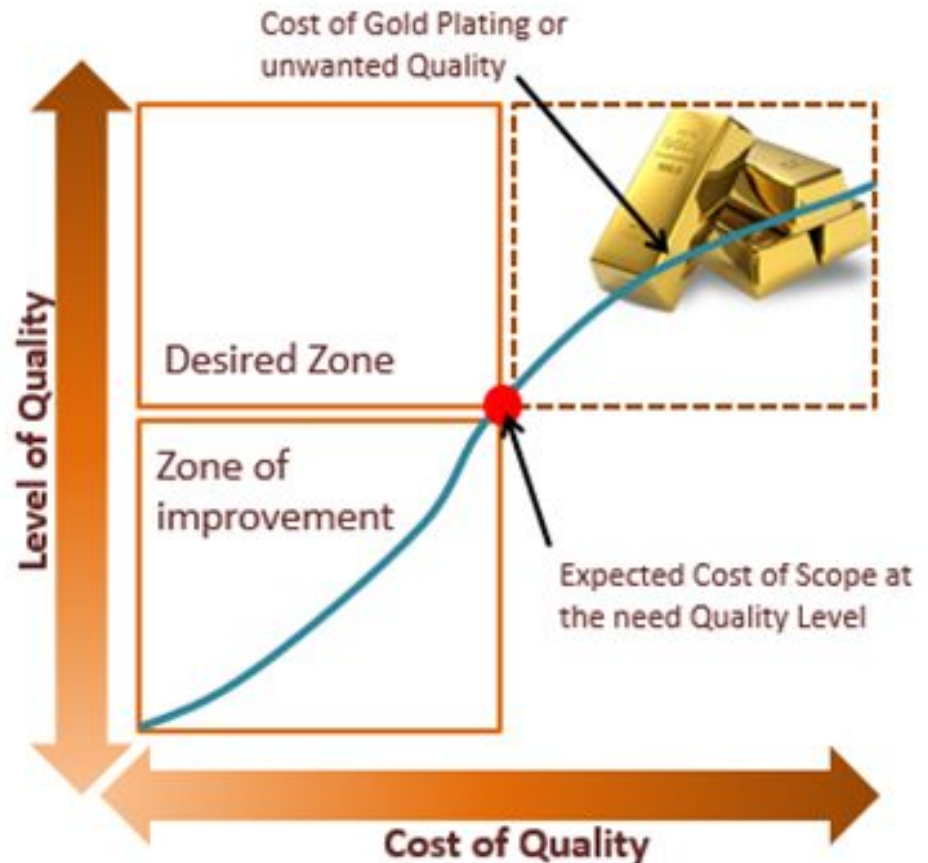 Cost of Gold Plating or
unwanted Quality
Desired Zone
Zone of
improvement
Expected Cost of Scope at
the need Quality Level
Level of Quality
Cost of Quality